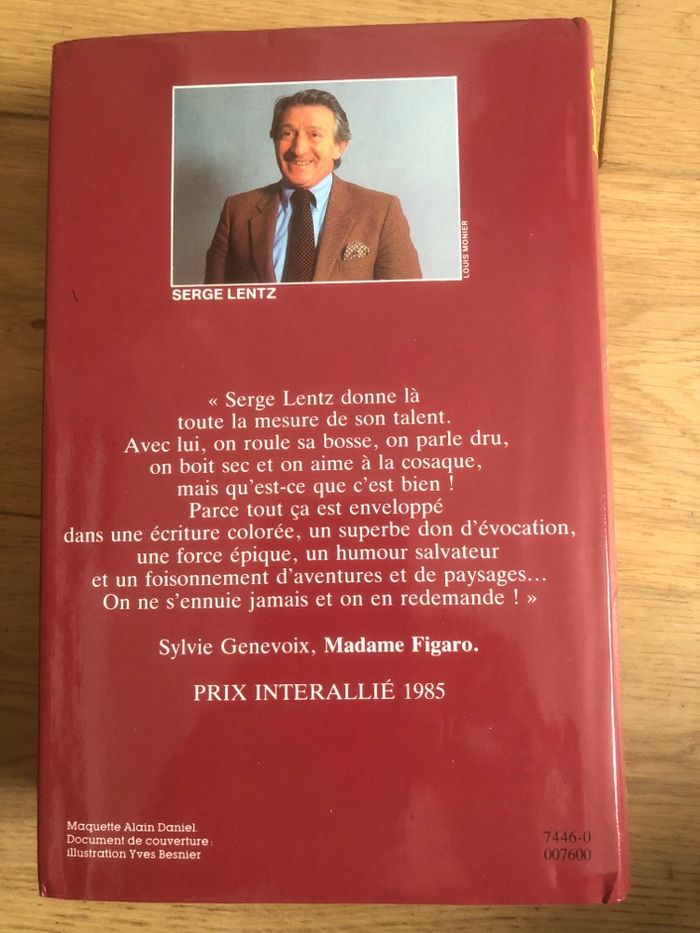 LOUIS MONIER
SERGE LENTZ
« Serge Lentz donne là
toute la mesure de son talent.
Avec lui, on roule sa bosse, on parle dru,
on boit sec et on aime à la cosaque,
mais qu'est-ce que c'est bien !
Parce tout ça est enveloppé
dans une écriture colorée, un superbe don d'évocation,
une force épique, un humour salvateur
et un foisonnement d'aventures et de paysages...
On ne s'ennuie jamais et on en redemande ! »
Sylvie Genevoix, Madame Figaro.
PRIX INTERALLIÉ 1985
Maquette Alain Daniel.
Document de couverture :
illustration Yves Besnier
7446-0
007600